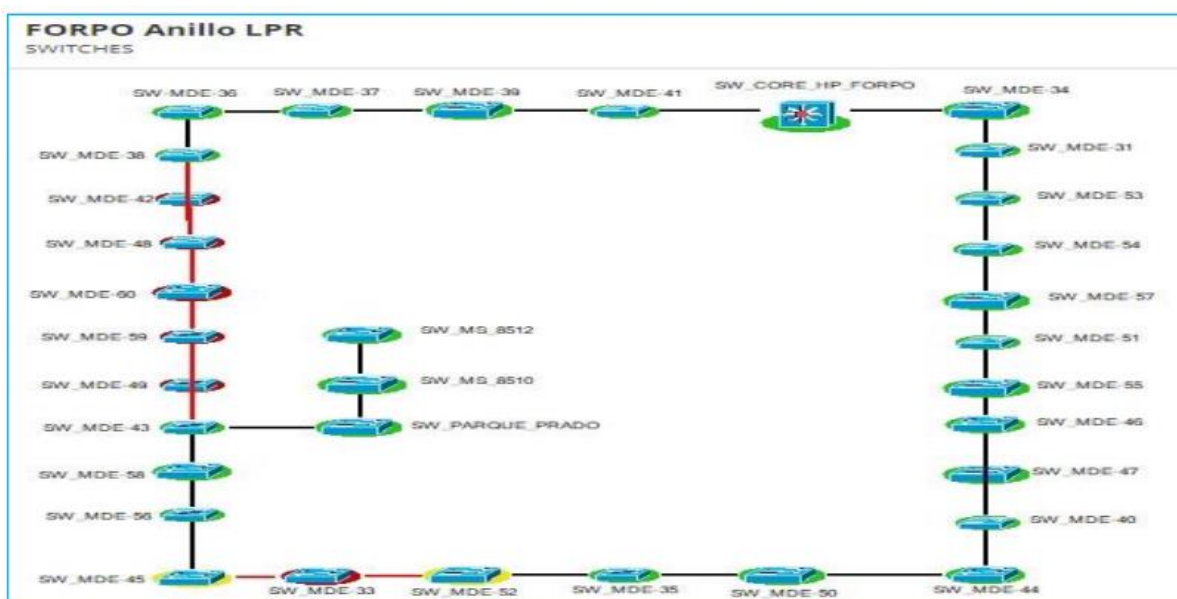 FORPO Anillo LPR
SWITCHES
SW-MDE-36
SW_MDE-37
SW_MDE-39
SW_MDE-41
SW_CORE_HP_FORPO
SW_MDE-34
SW_MDE-38
SW_MDE-31
SW_MDE-42
SW_MDE-53
SW_MDE-48
SW_MDE-54
SW_MDE-60
SW_MDE-57
SW_MDE-59
SW_MS_8512
SW_MDE-51
SW_MDE-49
SW_MS_8510
SW_MDE-55
SW_MDE-43
SW_PARQUE_PRADO
SW_MDE-46
SW_MDE-58
SW_MDE-47
SW_MDE-56
SW_MDE-40
SW_MDE-45
SW_MDE-33
SW_MDE-52
SW_MDE-35
SW_MDE-50
SW_MDE-44